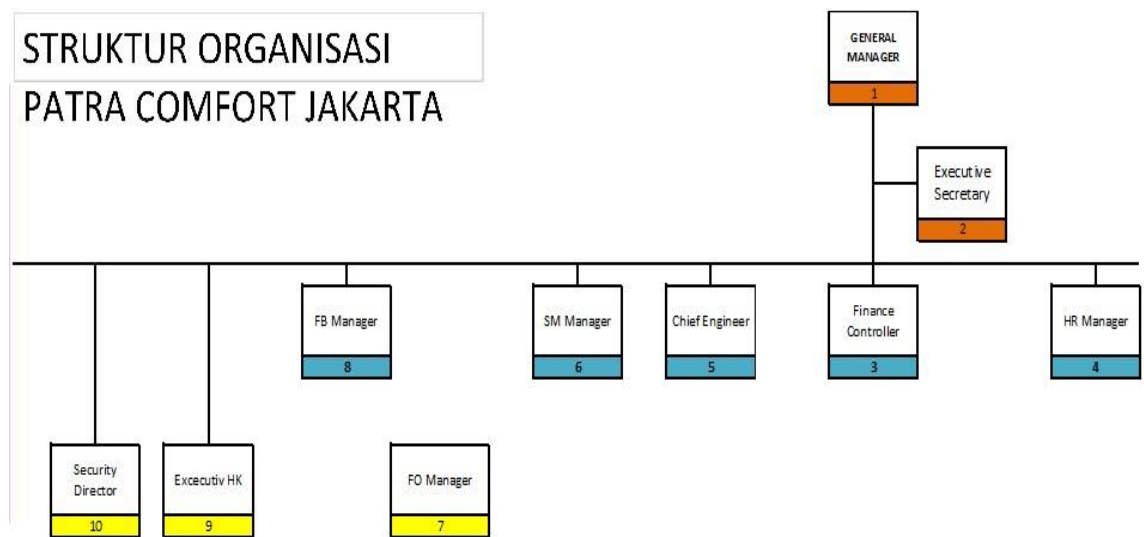 STRUKTUR ORGANISASI
PATRA COMFORT JAKARTA
GENERAL
MANAGER
1
Executive
Secretary
2
FB Manager
8
SM Manager
6
Chief Engineer
5
Finance
Controller
3
HR Manager
4
Security
Director
10
Excecutiv HK
9
FO Manager
7